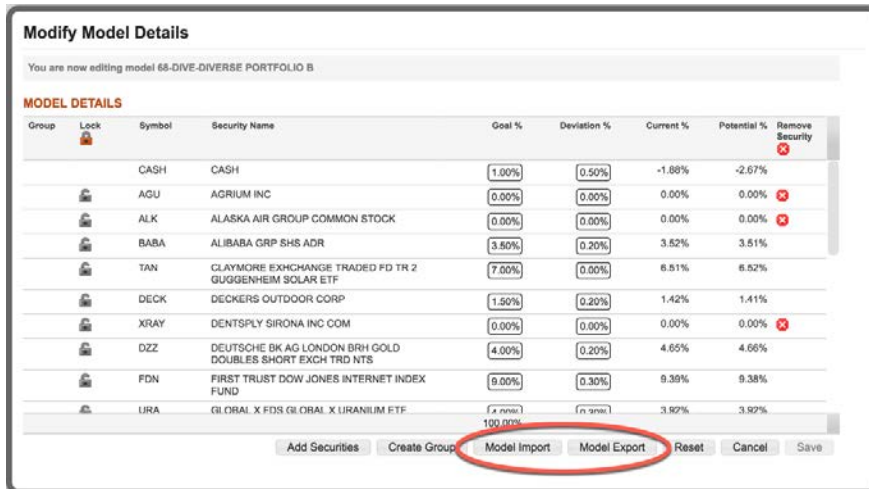 Modify Model Details
You are now editing model 68-DIVE-DIVERSE PORTFOLIO B
MODEL DETAILS
Group Lock Symbol Security Name Goal % Deviation % Current % Potential % Remove Security
CASH CASH 1.00% 0.50% -1.88% -2.67%
AGU AGRIUM INC 0.00% 0.00% 0.00% 0.00%
ALK ALASKA AIR GROUP COMMON STOCK 0.00% 0.00% 0.00% 0.00%
BABA ALIBABA GRP SHS ADR 3.50% 0.20% 3.52% 3.51%
TAN CLAYMORE EXHCHANGE TRADED FD TR 2 7.00% 0.00% 6.51% 6.52%
GUGGENHEIM SOLAR ETF
DECK DECKERS OUTDOOR CORP 1.50% 0.20% 1.42% 1.41%
XRAY DENTSPLY SIRONA INC COM 0.00% 0.00% 0.00% 0.00%
DZZ DEUTSCHE BK AG LONDON BRH GOLD 4.00% 0.20% 4.65% 4.66%
DOUBLES SHORT EXCH TRD NTS
FDN FIRST TRUST DOW JONES INTERNET INDEX 9.00% 0.30% 9.39% 9.38%
FUND
URA GLOBAL X FDS GLOBAL X URANIUM ETF 4.00% 0.30% 3.92% 3.92%
100.00%
Add Securities Create Group Model Import Model Export Reset Cancel Save